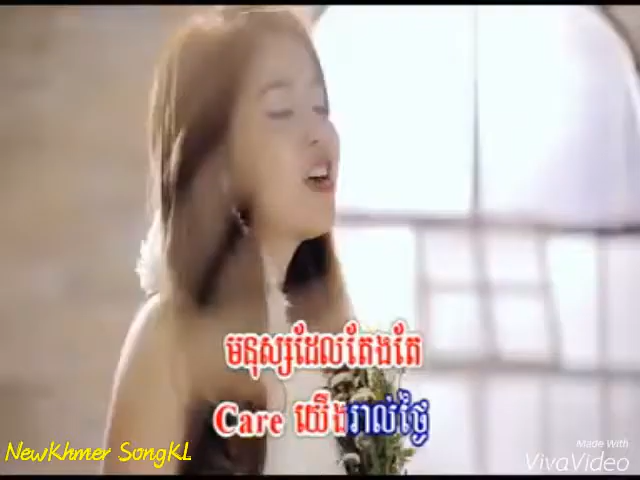 មនុស្សដែលតែងតែ
Care យើងរាល់ថ្ងៃ
NewKhmer SongKL
Made With
VivaVideo